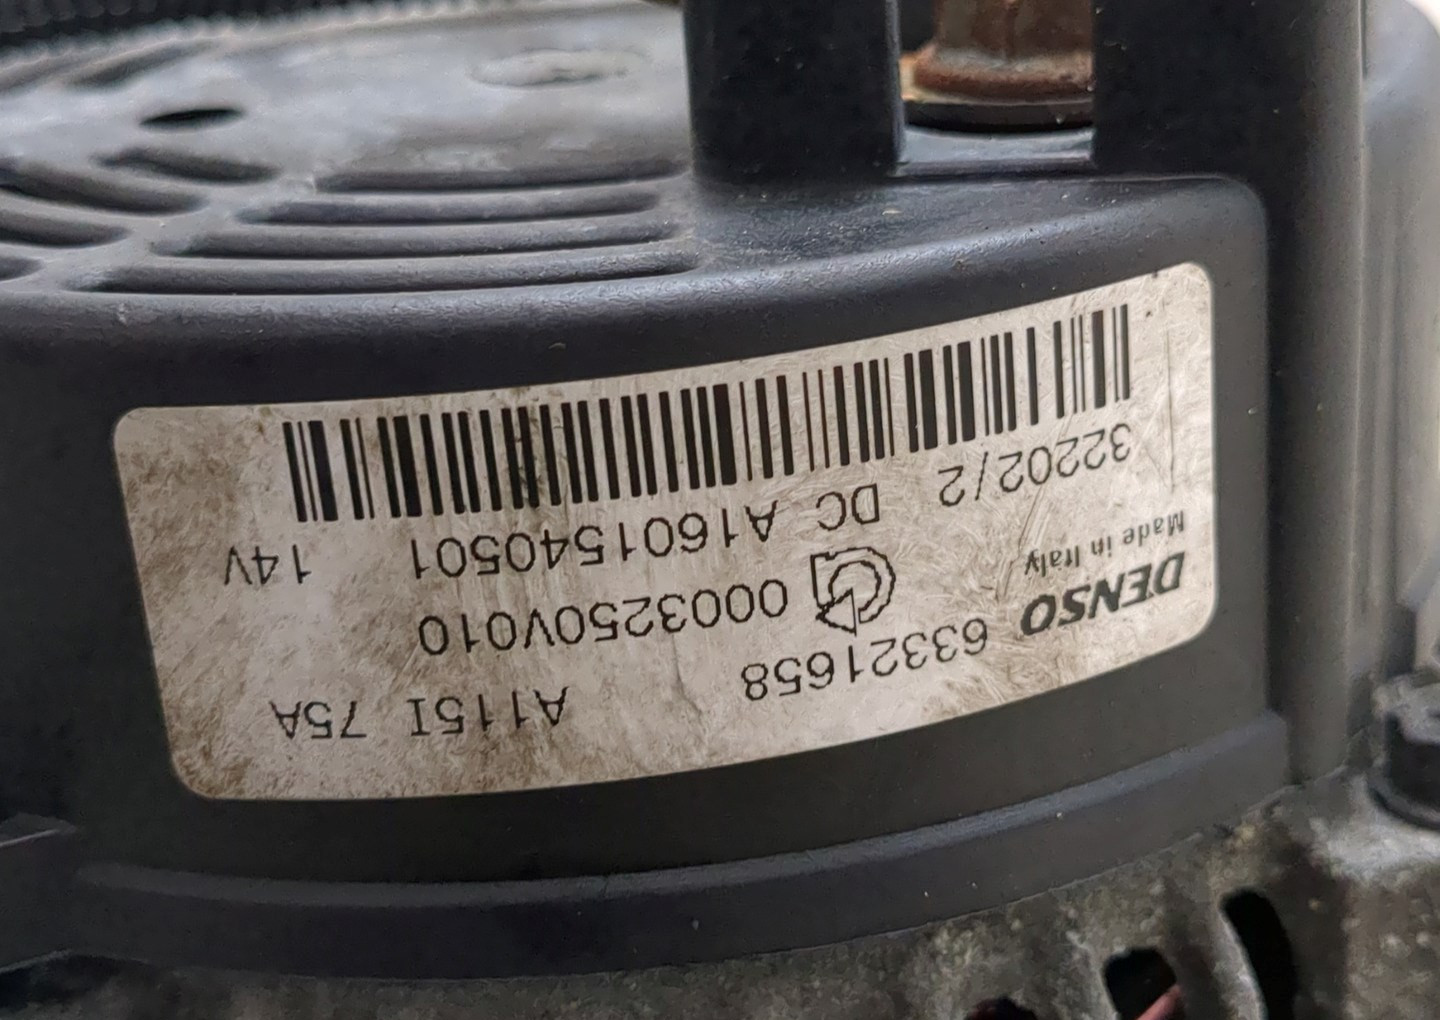 63321658 A115I 75A
DENSO 0003250V010
Made in Italy DC A1601540501 14V
32202/2